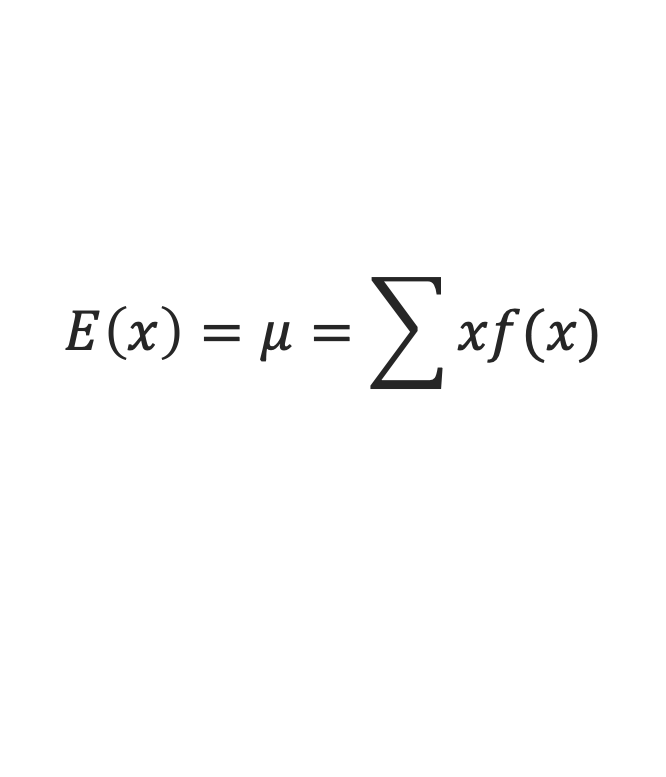 E(x) = μ = ∑ xf(x)